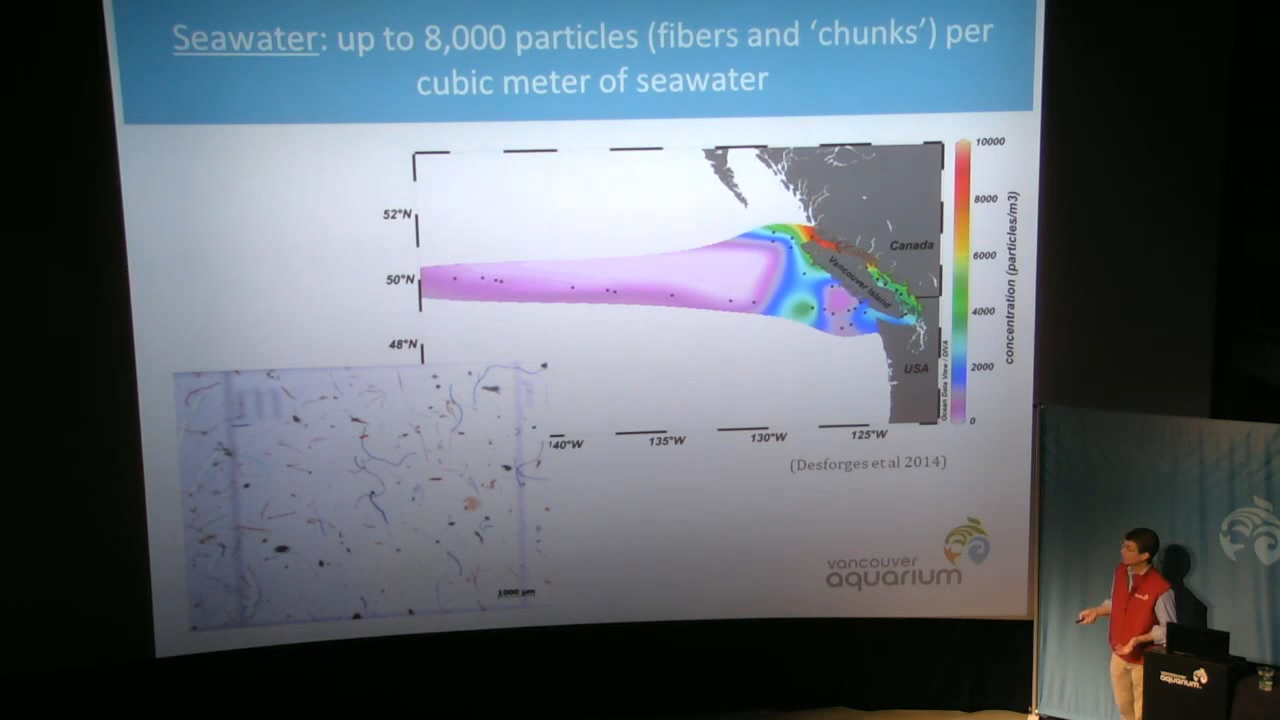 Seawater: up to 8,000 particles (fibers and ‘chunks’) per
cubic meter of seawater
52°N
50°N
48°N
140°W
135°W
130°W
125°W
Canada
Vancouver Island
USA
Ocean Data View / DIVA
10000
8000
6000
4000
2000
0
concentration (particles/m3)
(Desforges et al 2014)
1000 µm
vancouver
aquarium
vancouver
aquarium